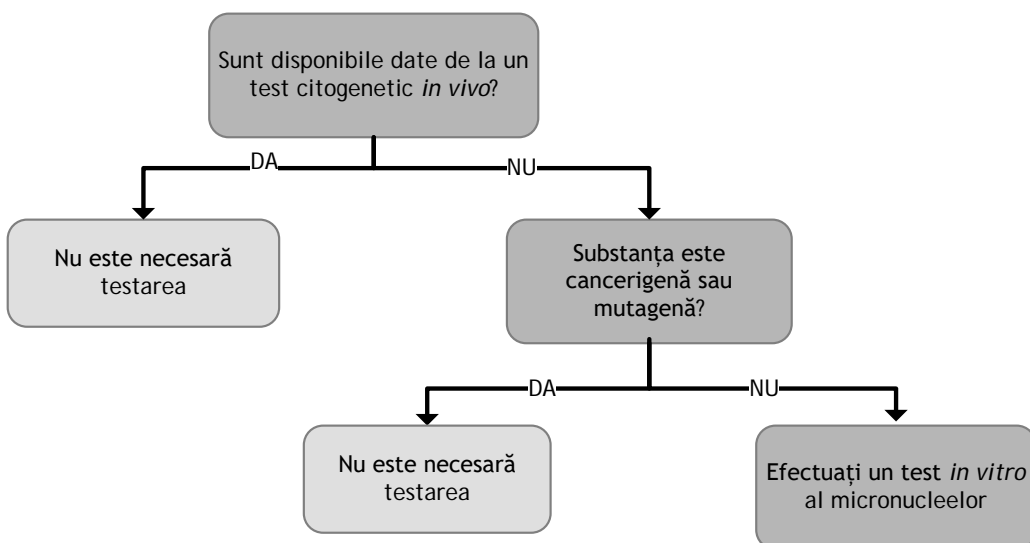 Sunt disponibile date de la un
test citogenetic in vivo?
DA
NU
Nu este necesară
testarea
Substanța este
cancerigenă sau
mutagenă?
DA
NU
Nu este necesară
testarea
Efectuați un test in vitro
al micronucleelor